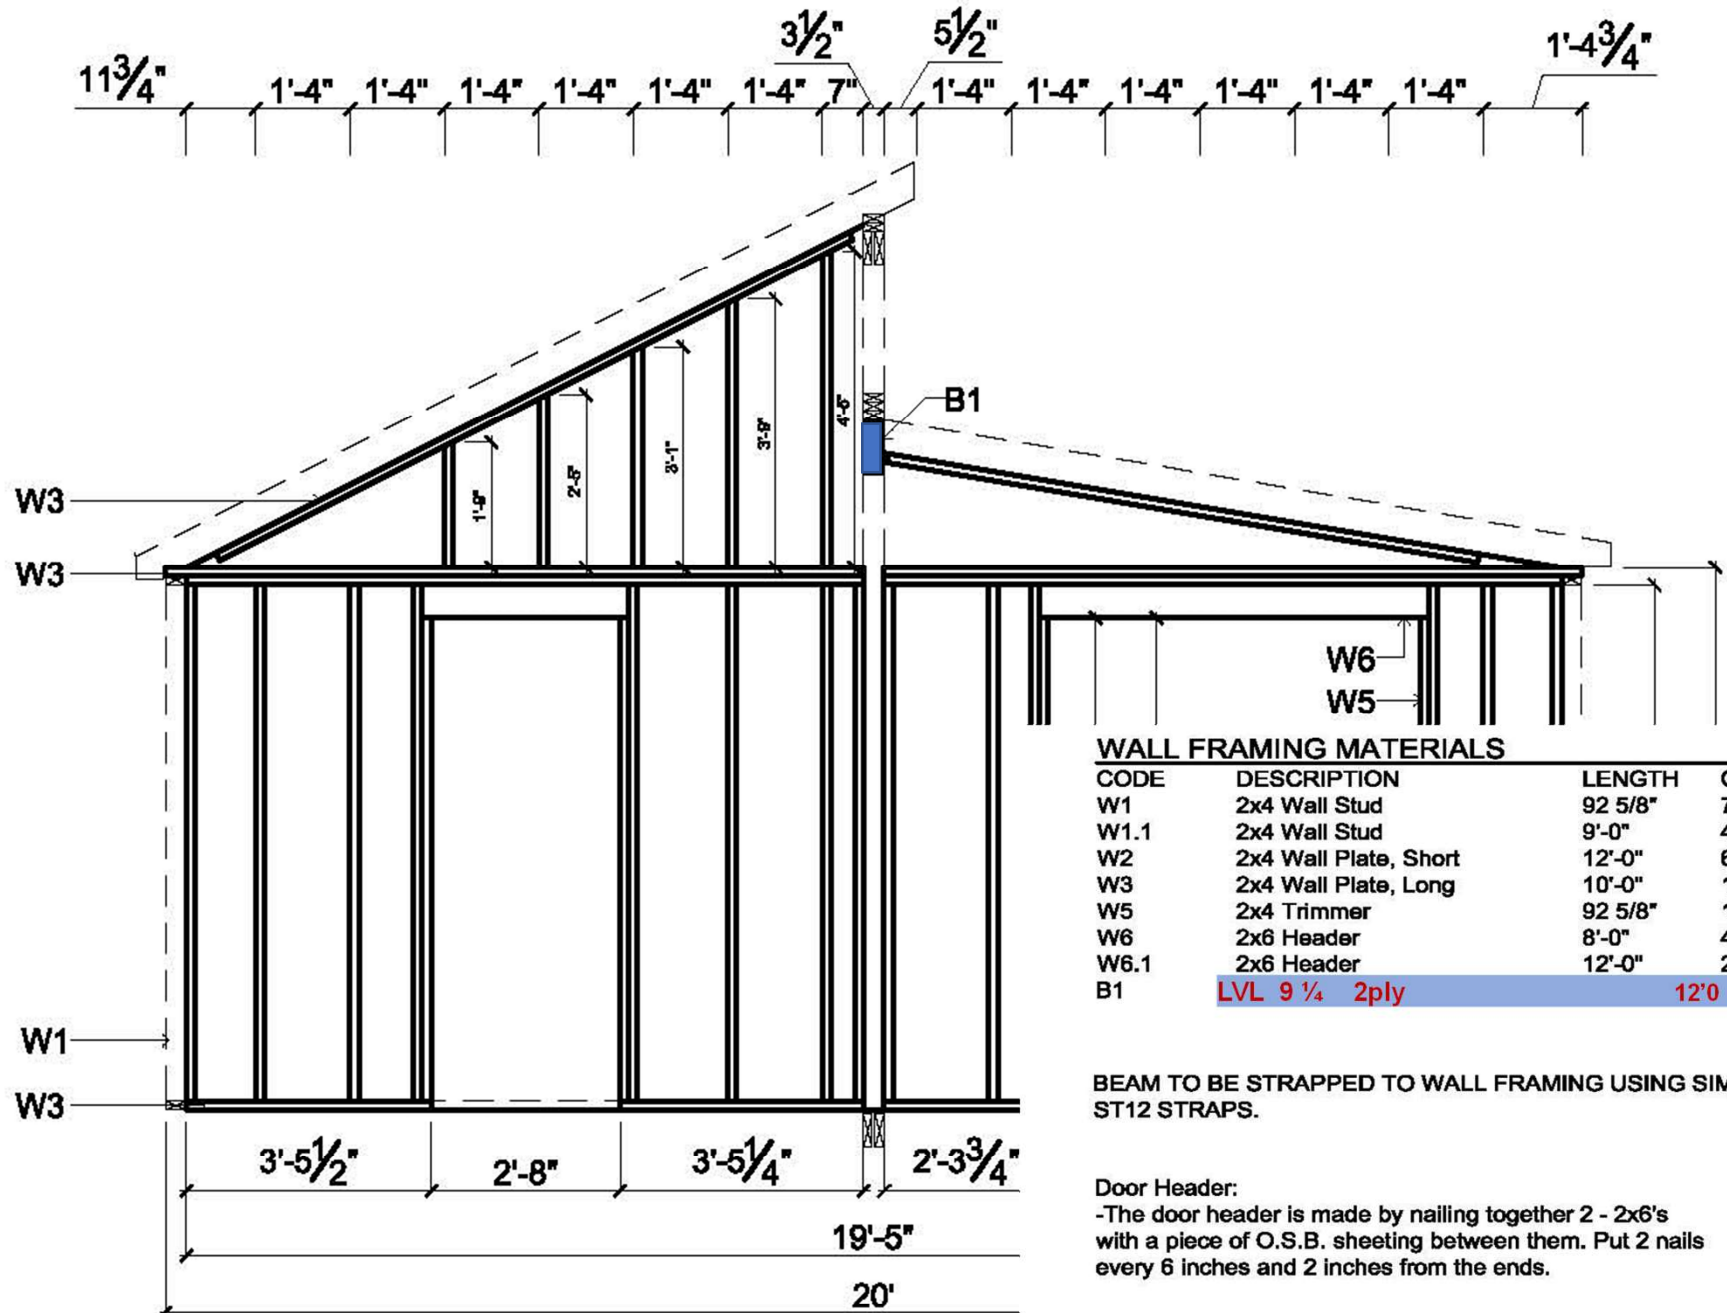 3½" 5½"
11¾" 1'-4" 1'-4" 1'-4" 1'-4" 1'-4" 1'-4" 7" 1'-4" 1'-4" 1'-4" 1'-4" 1'-4" 1'-4" 1'-4¾"
B1
W3
1'-9" 2'-5" 3'-1" 3'-9"
W3
W6
W5
WALL FRAMING MATERIALS
CODE DESCRIPTION LENGTH
W1 2x4 Wall Stud 92 5/8"
W1.1 2x4 Wall Stud 9'-0"
W2 2x4 Wall Plate, Short 12'-0"
W3 2x4 Wall Plate, Long 10'-0"
W5 2x4 Trimmer 92 5/8"
W6 2x6 Header 8'-0"
W6.1 2x6 Header 12'-0"
B1 LVL 9 ¼ 2ply 12'0
W1
BEAM TO BE STRAPPED TO WALL FRAMING USING SIM
ST12 STRAPS.
W3
3'-5½" 2'-8" 3'-5¼" 2'-3¾"
Door Header:
-The door header is made by nailing together 2 - 2x6's
with a piece of O.S.B. sheeting between them. Put 2 nails
every 6 inches and 2 inches from the ends.
19'-5"
20'